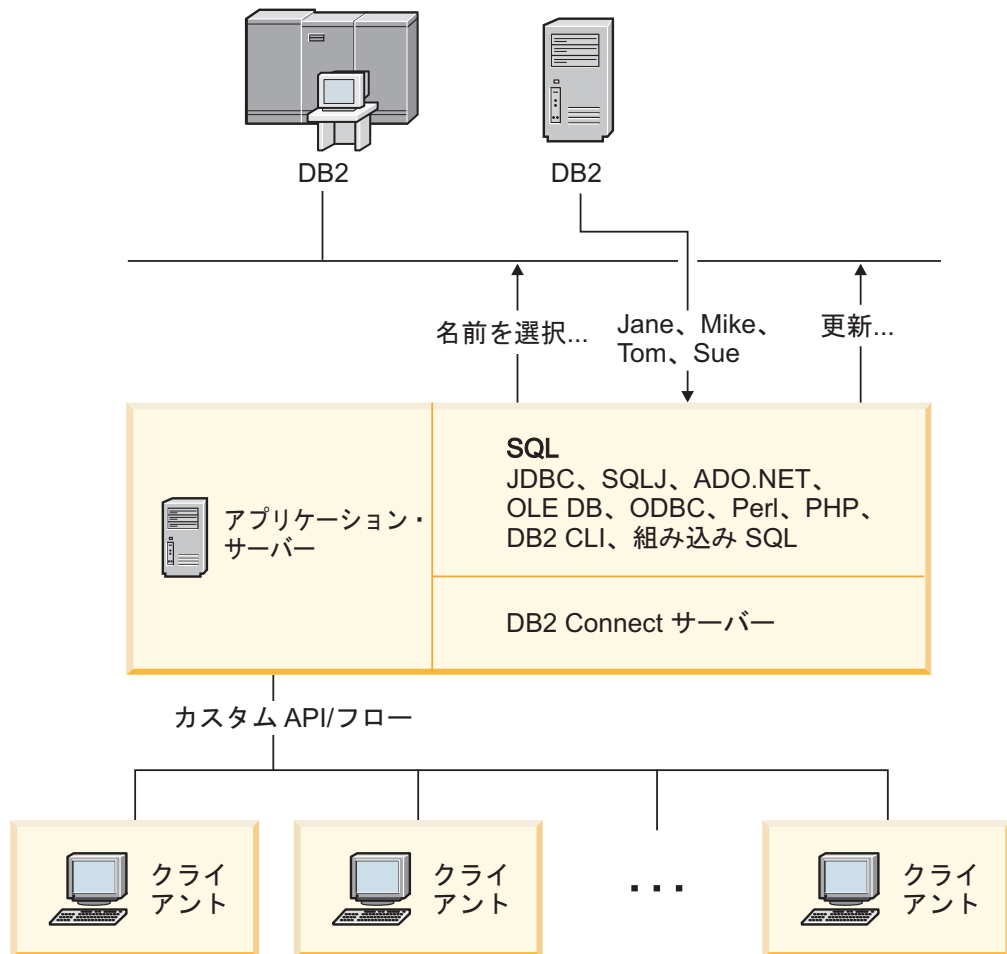 DB2
DB2
名前を選択...
Jane、Mike、
Tom、Sue
更新...
アプリケーション・
サーバー
SQL
JDBC、SQLJ、ADO.NET、
OLE DB、ODBC、Perl、PHP、
DB2 CLI、組み込み SQL
DB2 Connect サーバー
カスタム API/フロー
クライ
アント
クライ
アント
...
クライ
アント